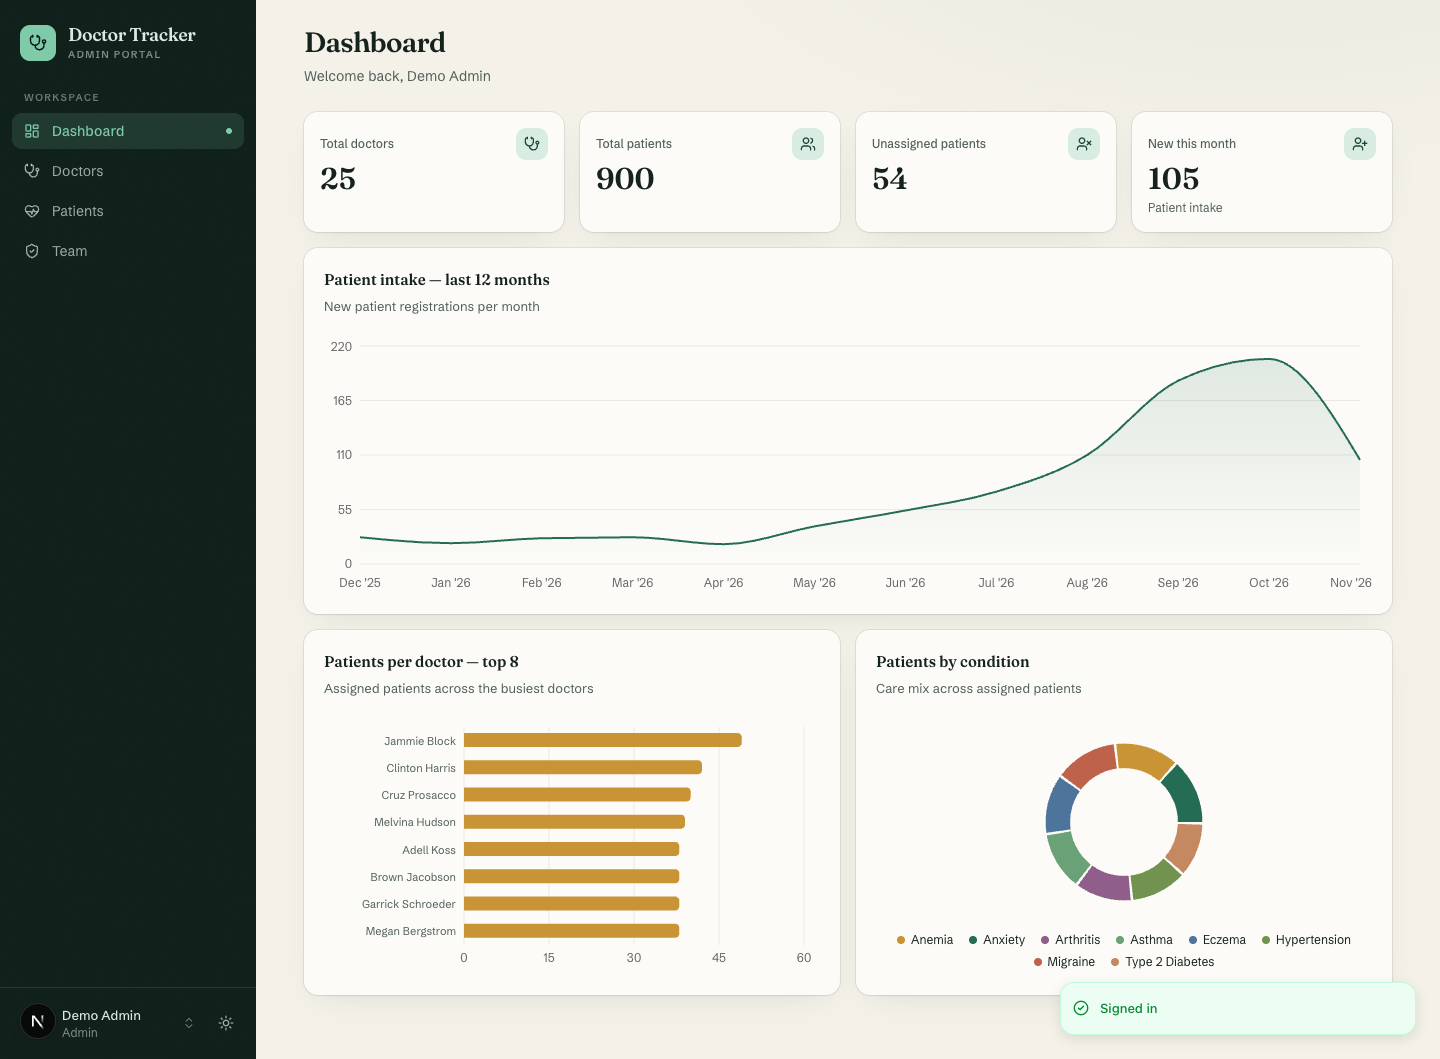 Doctor Tracker
ADMIN PORTAL
WORKSPACE
Dashboard
Doctors
Patients
Team
Demo Admin
Admin
Dashboard
Welcome back, Demo Admin
Total doctors
25
Total patients
900
Unassigned patients
54
New this month
105
Patient intake
Patient intake — last 12 months
New patient registrations per month
220
165
110
55
0
Dec '25 Jan '26 Feb '26 Mar '26 Apr '26 May '26 Jun '26 Jul '26 Aug '26 Sep '26 Oct '26 Nov '26
Patients per doctor — top 8
Assigned patients across the busiest doctors
Jammie Block
Clinton Harris
Cruz Prosacco
Melvina Hudson
Adell Koss
Brown Jacobson
Garrick Schroeder
Megan Bergstrom
0 15 30 45 60
Patients by condition
Care mix across assigned patients
Anemia Anxiety Arthritis Asthma Eczema Hypertension
Migraine Type 2 Diabetes
Signed in